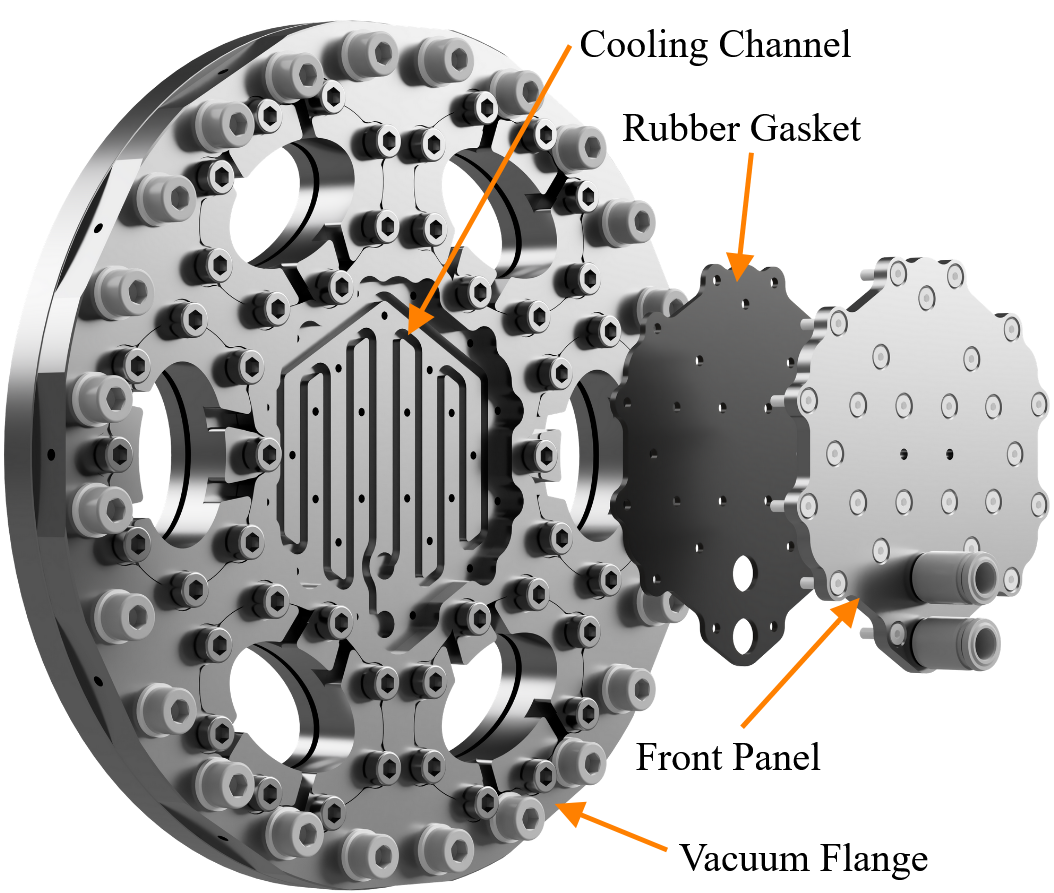 Cooling Channel
Rubber Gasket
Front Panel
Vacuum Flange